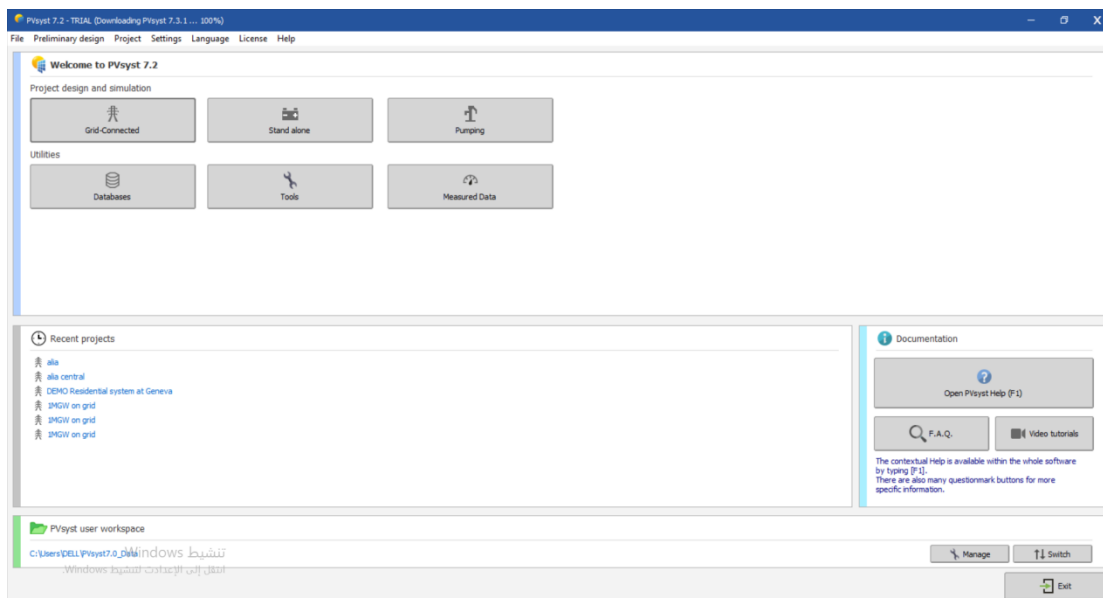 PVsyst 7.2 - TRIAL (Downloading PVsyst 7.3.1 ... 100%)
File Preliminary design Project Settings Language License Help
Welcome to PVsyst 7.2
Project design and simulation
Grid-Connected Stand alone Pumping
Utilities
Databases Tools Measured Data
Recent projects
alia
alia central
DEMO Residential system at Geneva
1MGW on grid
1MGW on grid
1MGW on grid
Documentation
Open PVsyst Help (F1)
F.A.Q. Video tutorials
The contextual Help is available within the whole software
by typing [F1].
There are also many questionmark buttons for more
specific information.
PVsyst user workspace
C:\Users\DELL\PVsyst7.0_Data
Manage Switch
تنشيط Windows
انتقل إلى الإعدادات لتنشيط Windows.
Exit